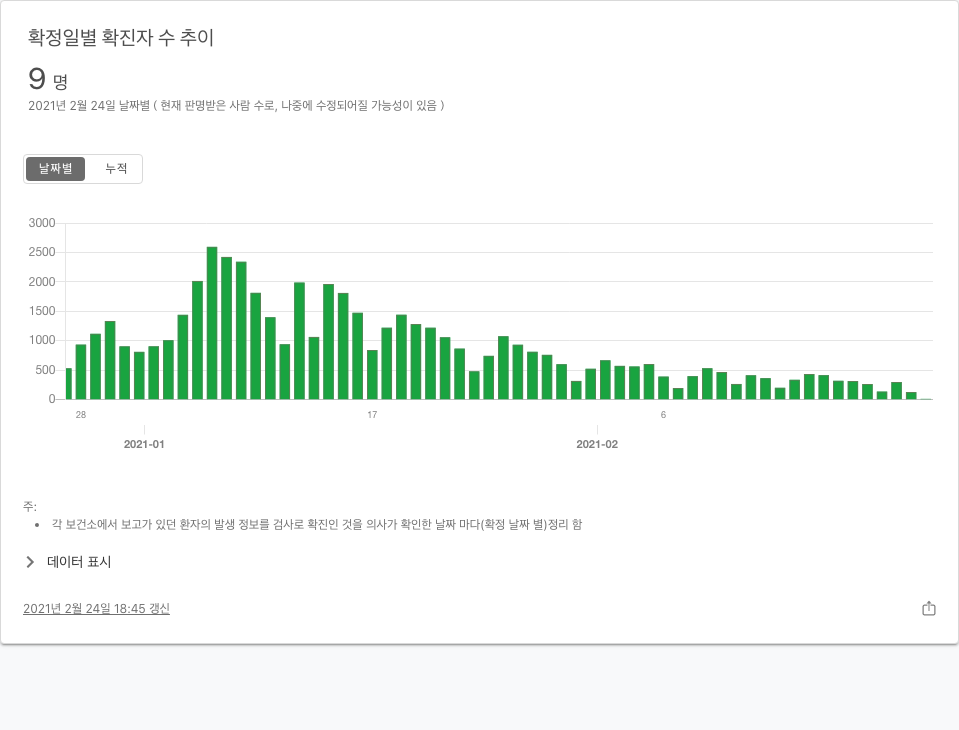 확정일별 확진자 수 추이
9 명
2021년 2월 24일 날짜별 ( 현재 판명받은 사람 수로, 나중에 수정되어질 가능성이 있음 )
날짜별 누적
3000
2500
2000
1500
1000
500
0
28 17 6
2021-01 2021-02
주:
• 각 보건소에서 보고가 있던 환자의 발생 정보를 검사로 확진인 것을 의사가 확인한 날짜 마다(확정 날짜 별)정리 함
데이터 표시
2021년 2월 24일 18:45 갱신